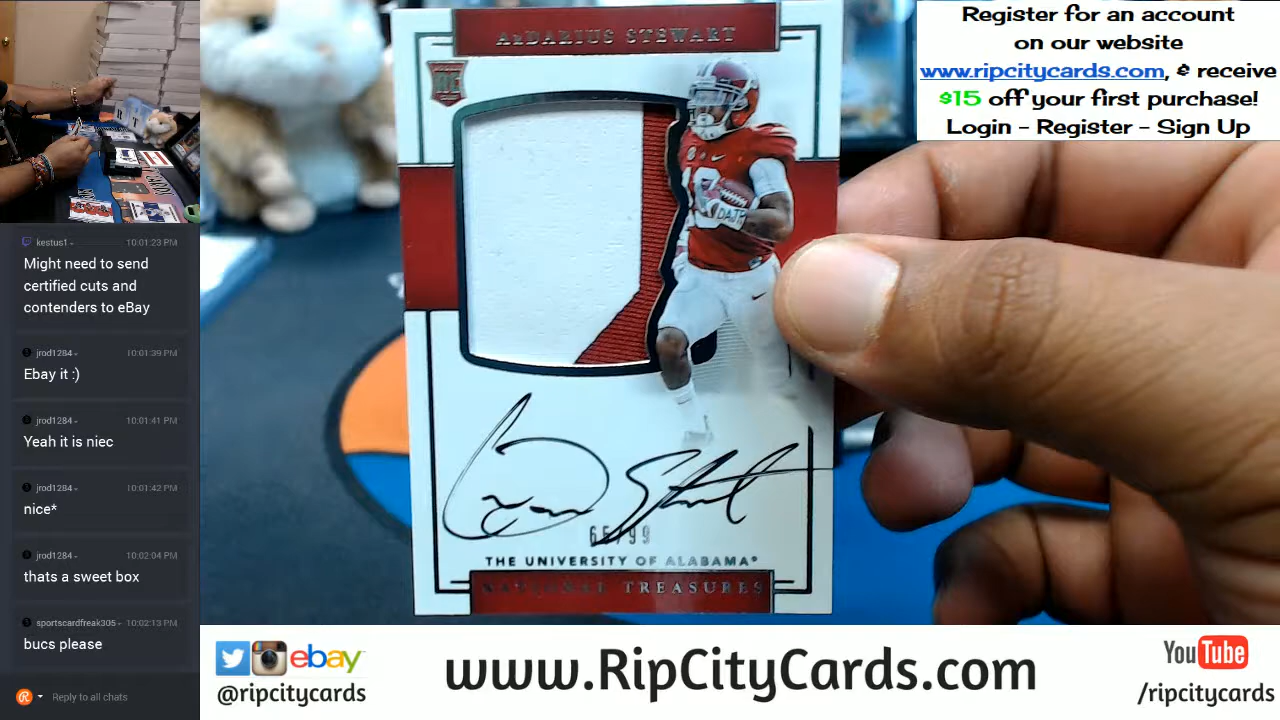 Register for an account
on our website
www.ripcitycards.com, & receive
$15 off your first purchase!
Login - Register - Sign Up
kestus1 10:01:23 PM
Might need to send
certified cuts and
contenders to eBay
jrod1284 10:01:39 PM
Ebay it :)
jrod1284 10:01:41 PM
Yeah it is niec
jrod1284 10:01:42 PM
nice*
jrod1284 10:02:04 PM
thats a sweet box
sportscardfreak305 10:02:13 PM
bucs please
Reply to all chats
ARDARIUS STEWART
THE UNIVERSITY OF ALABAMA®
NATIONAL TREASURES
ebay
@ripcitycards
www.RipCityCards.com
YouTube
/ripcitycards